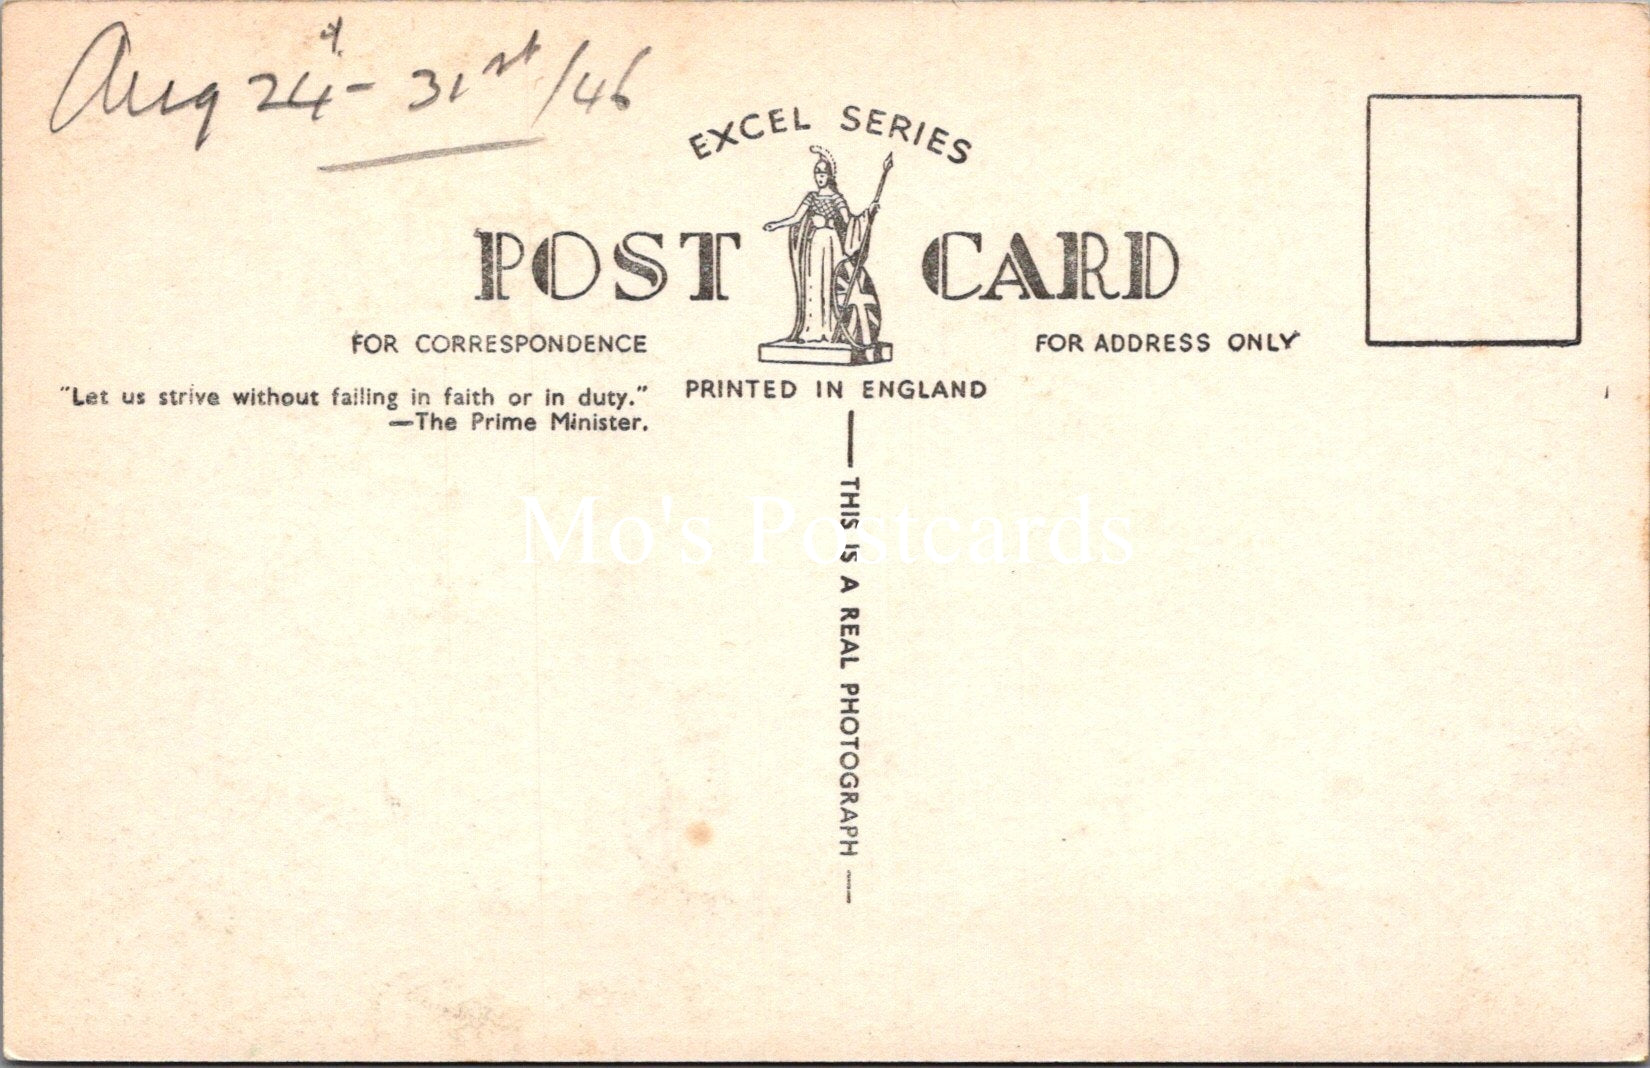 Aug 24th - 31st /46
EXCEL SERIES
POST CARD
FOR CORRESPONDENCE
FOR ADDRESS ONLY
"Let us strive without failing in faith or in duty."
—The Prime Minister.
PRINTED IN ENGLAND
— THIS IS A REAL PHOTOGRAPH —
Mo's Postcards